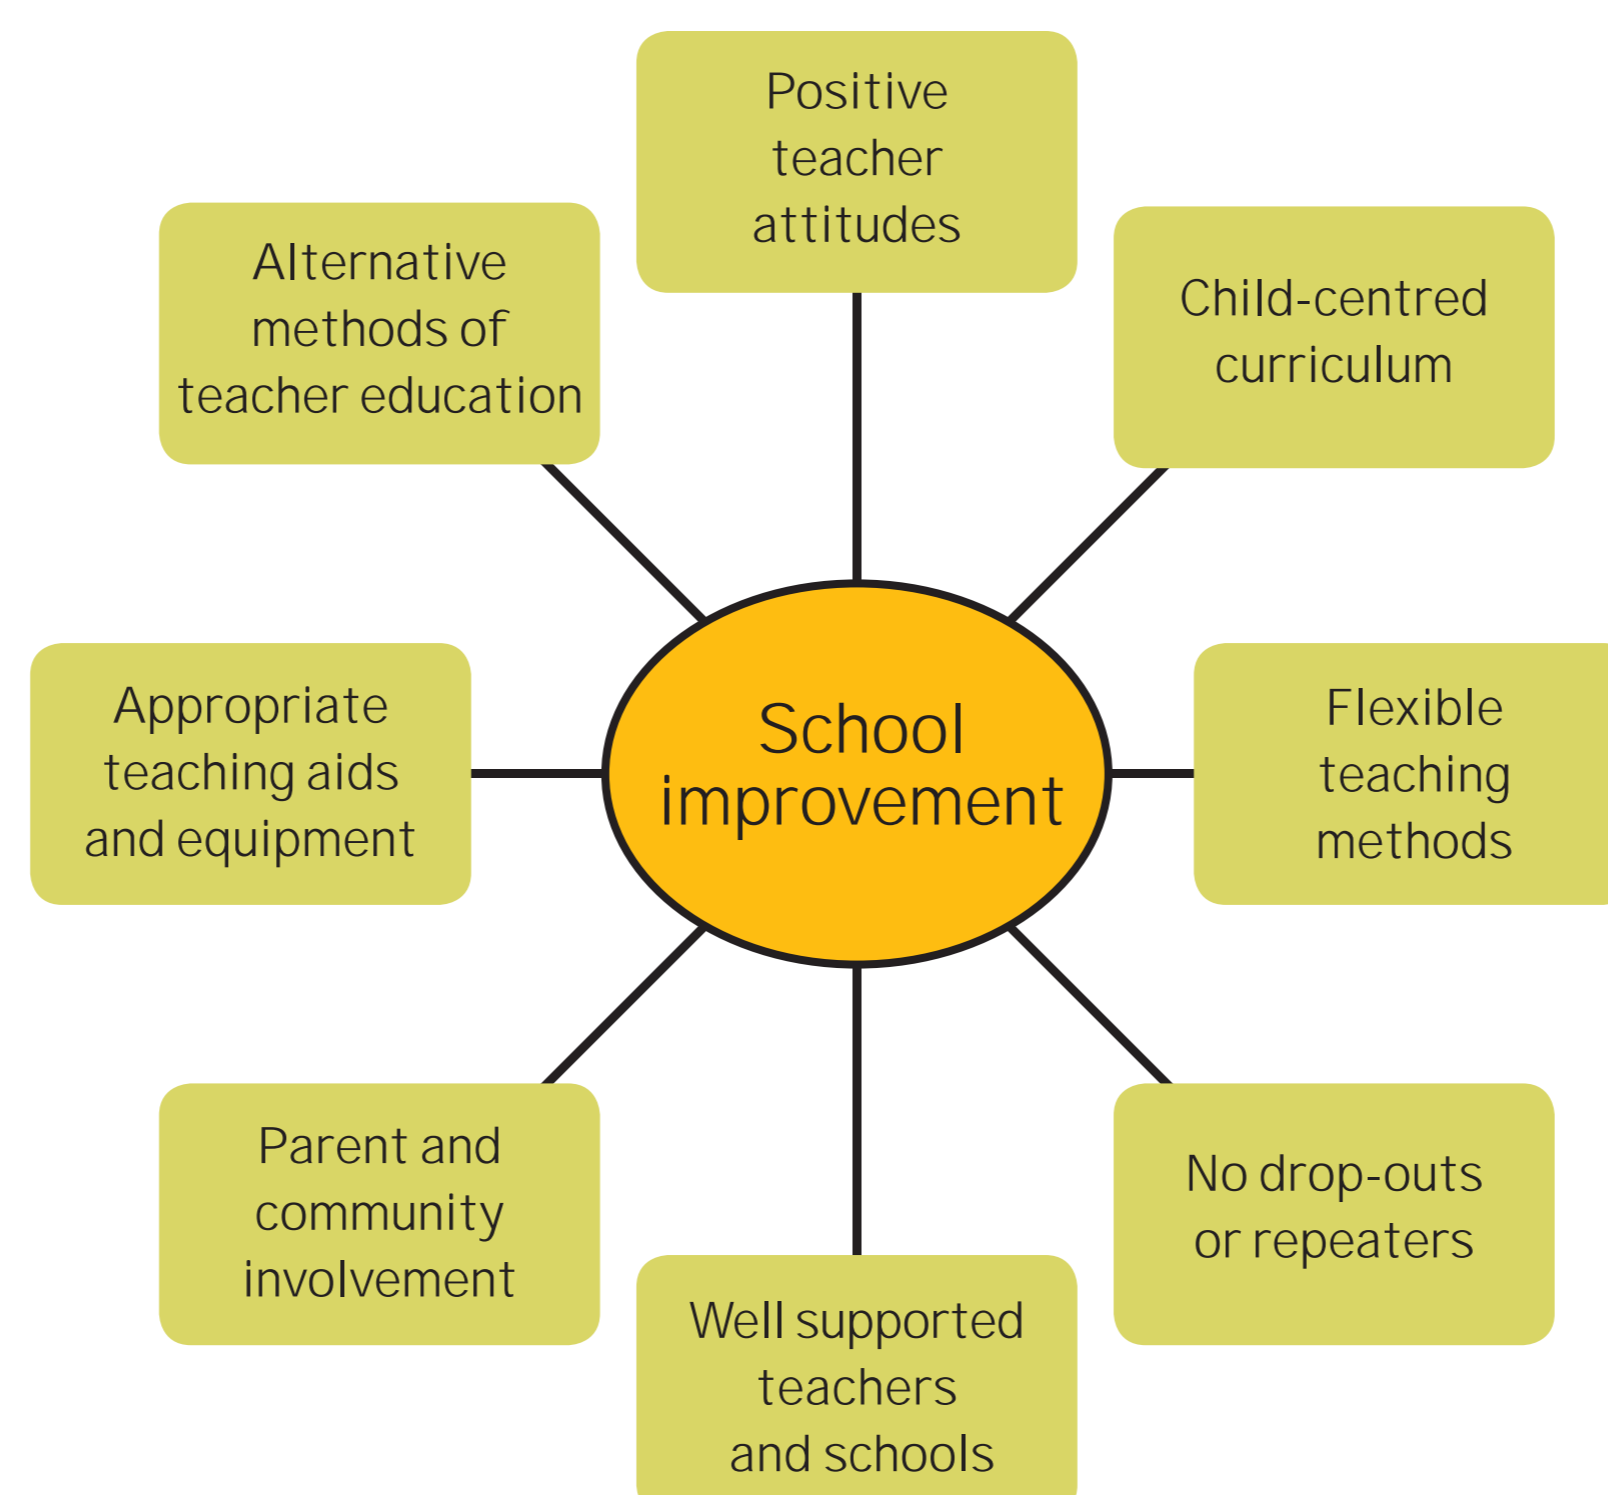 Positive
teacher
attitudes
Alternative
methods of
teacher education
Child-centred
curriculum
Appropriate
teaching aids
and equipment
School
improvement
Flexible
teaching
methods
Parent and
community
involvement
No drop-outs
or repeaters
Well supported
teachers
and schools